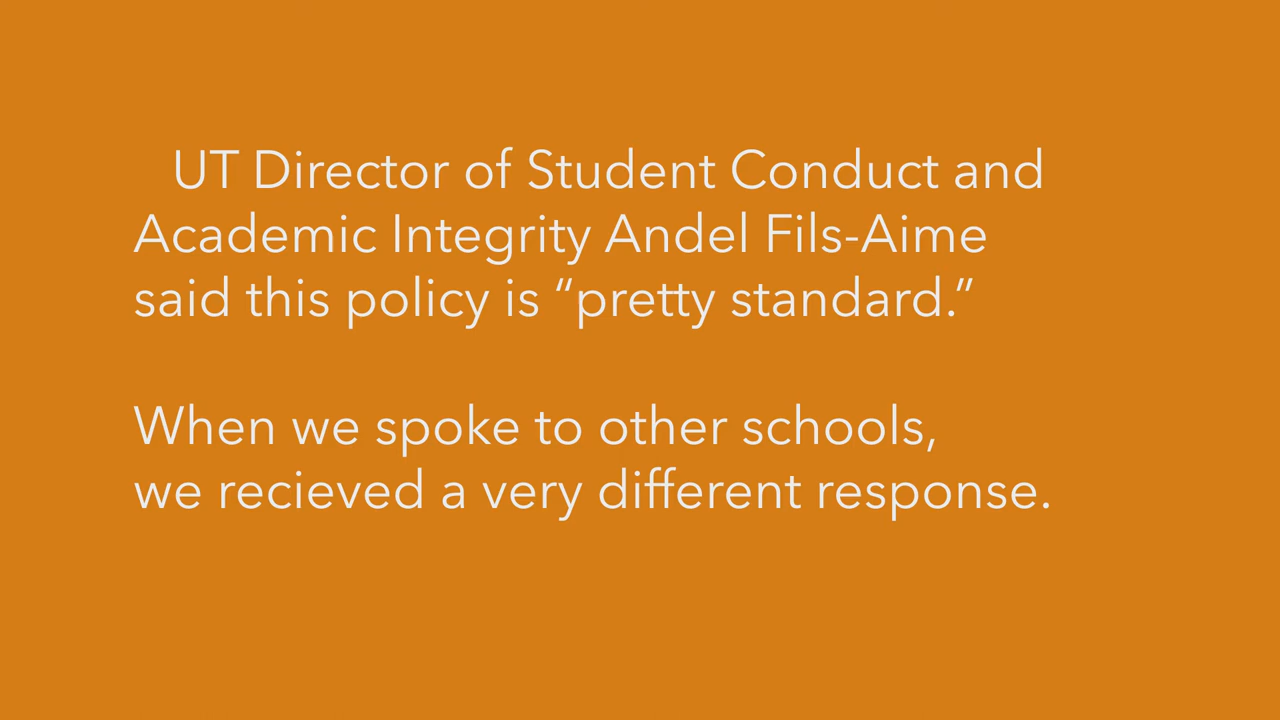 UT Director of Student Conduct and
Academic Integrity Andel Fils-Aime
said this policy is “pretty standard.”
When we spoke to other schools,
we recieved a very different response.